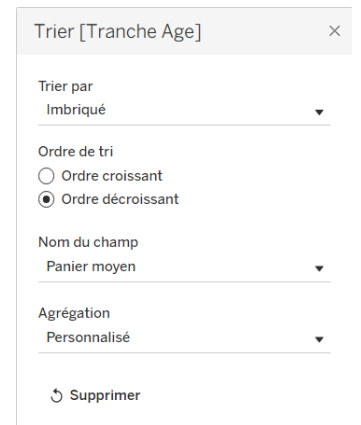 Trier [Tranche Age]
Trier par
Imbriqué
Ordre de tri
Ordre croissant
Ordre décroissant
Nom du champ
Panier moyen
Agrégation
Personnalisé
Supprimer